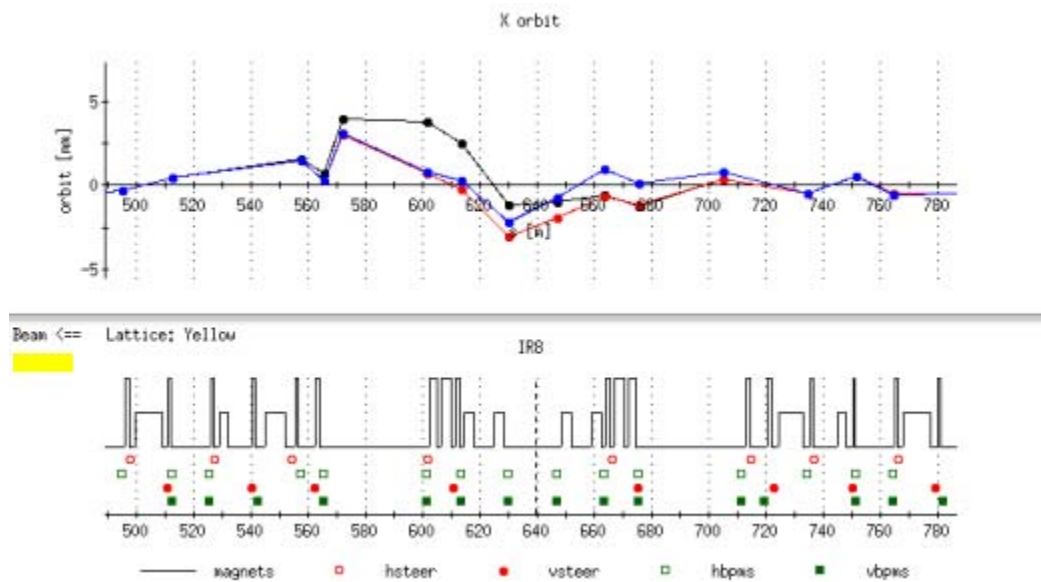 X orbit
5
orbit [mm]
0
500 520 540 560 580 600 620 640 660 680 700 720 740 760 780
[m]
-5
Beam <== Lattice: Yellow
IR8
500 520 540 560 580 600 620 640 660 680 700 720 740 760 780
magnets hsteer vsteer hbpms vbpms